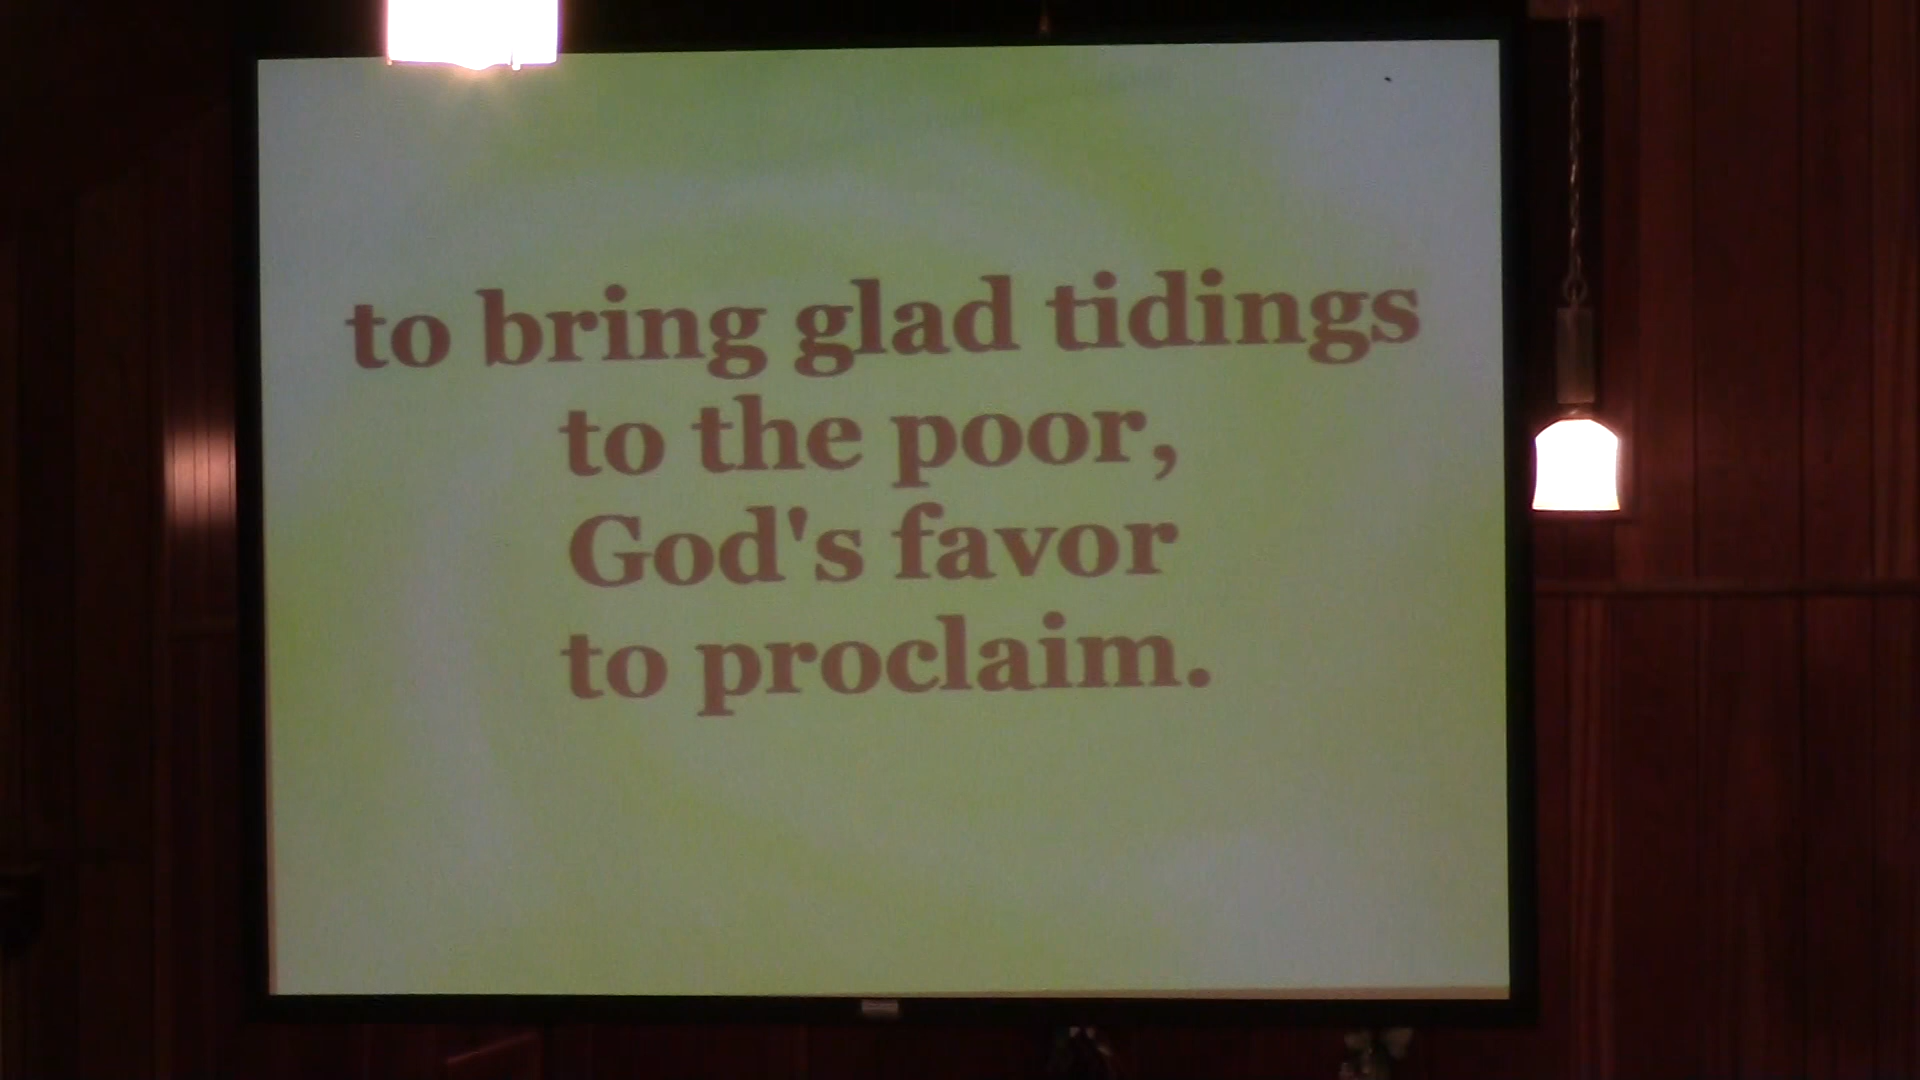 to bring glad tidings
to the poor,
God's favor
to proclaim.